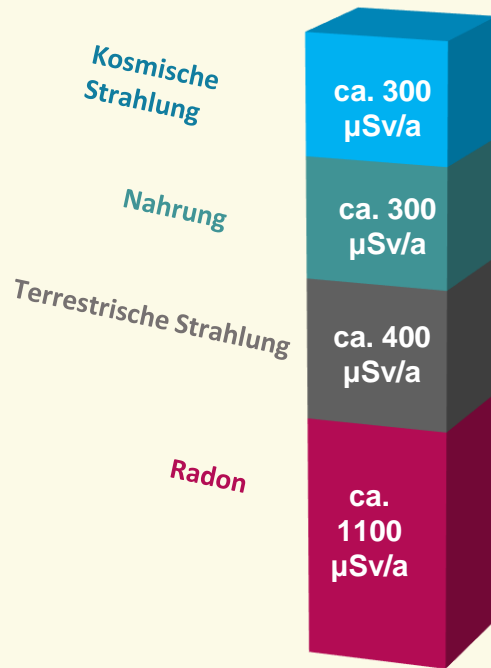 Kosmische
Strahlung
ca. 300
µSv/a
Nahrung
ca. 300
µSv/a
Terrestrische Strahlung
ca. 400
µSv/a
Radon
ca.
1100
µSv/a